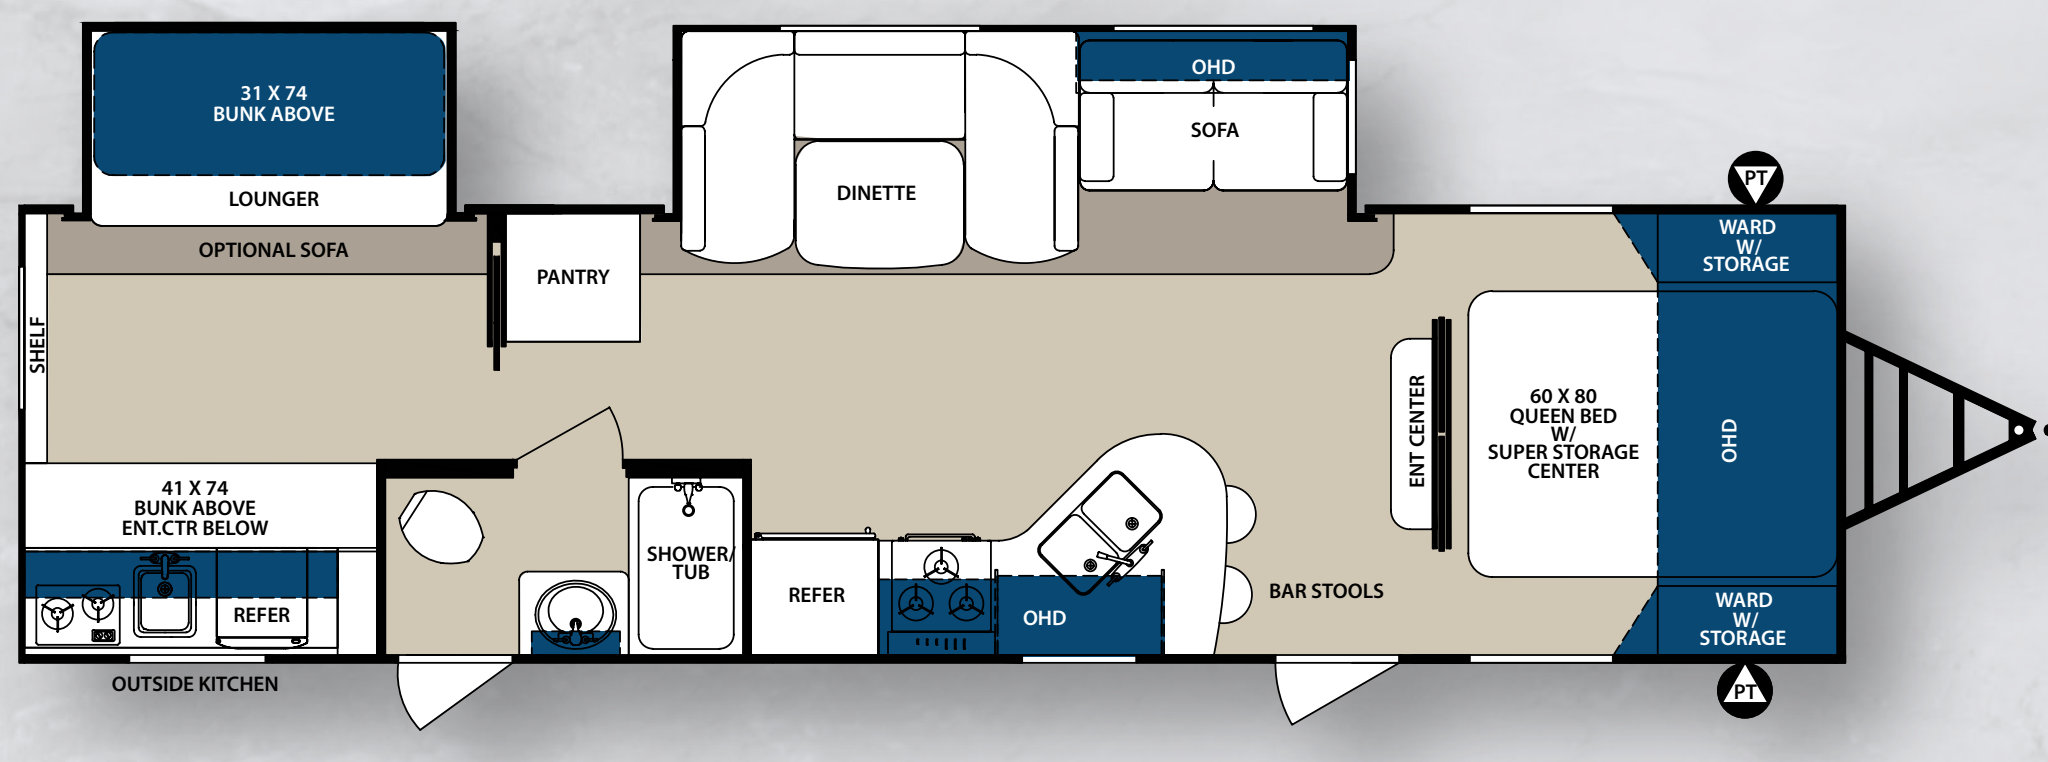 31 X 74
BUNK ABOVE
LOUNGER
OPTIONAL SOFA
SHELF
PANTRY
DINETTE
OHD
SOFA
PT
WARD
W/
STORAGE
ENT CENTER
60 X 80
QUEEN BED
W/
SUPER STORAGE
CENTER
OHD
41 X 74
BUNK ABOVE
ENT.CTR BELOW
REFER
OUTSIDE KITCHEN
SHOWER/
TUB
REFER
OHD
BAR STOOLS
WARD
W/
STORAGE
PT